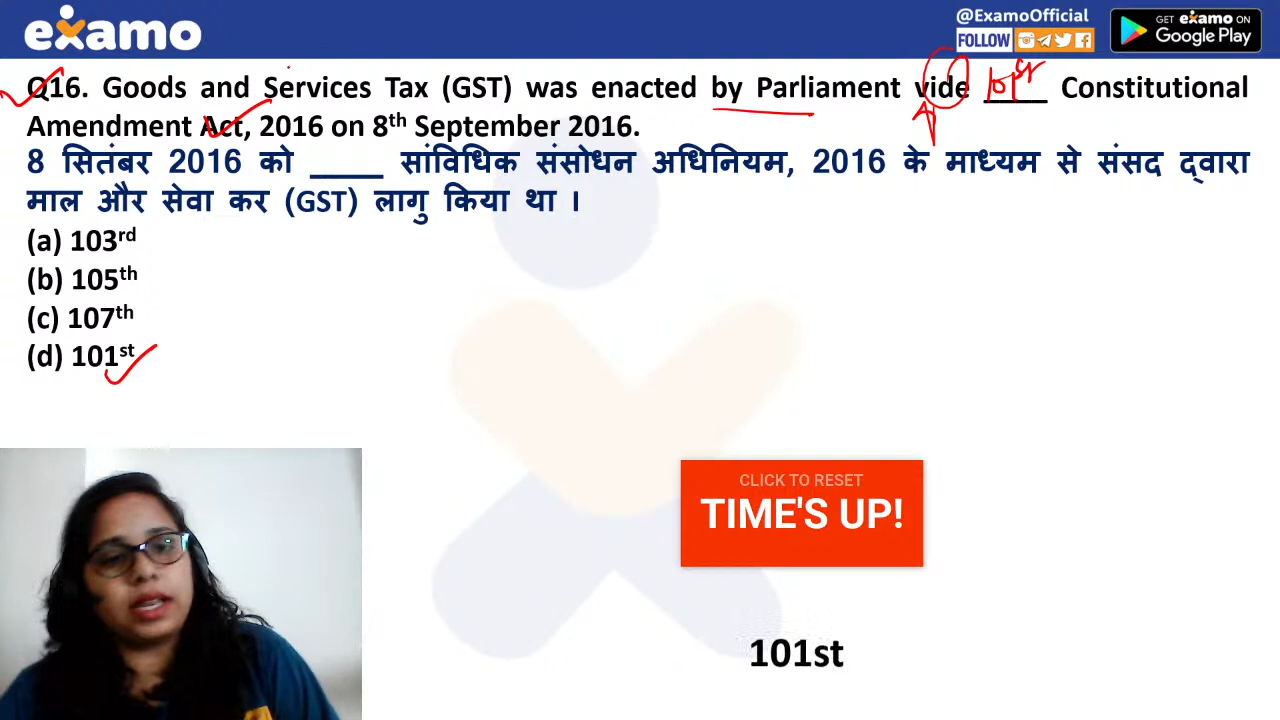 examo
@ExamoOfficial
FOLLOW
GET examo ON
Google Play
Q16. Goods and Services Tax (GST) was enacted by Parliament vide ____ Constitutional
101st
Amendment Act, 2016 on 8th September 2016.
8 सितंबर 2016 को ____ सांविधिक संसोधन अधिनियम, 2016 के माध्यम से संसद द्वारा
माल और सेवा कर (GST) लागु किया था ।
(a) 103rd
(b) 105th
(c) 107th
(d) 101st
CLICK TO RESET
TIME'S UP!
101st